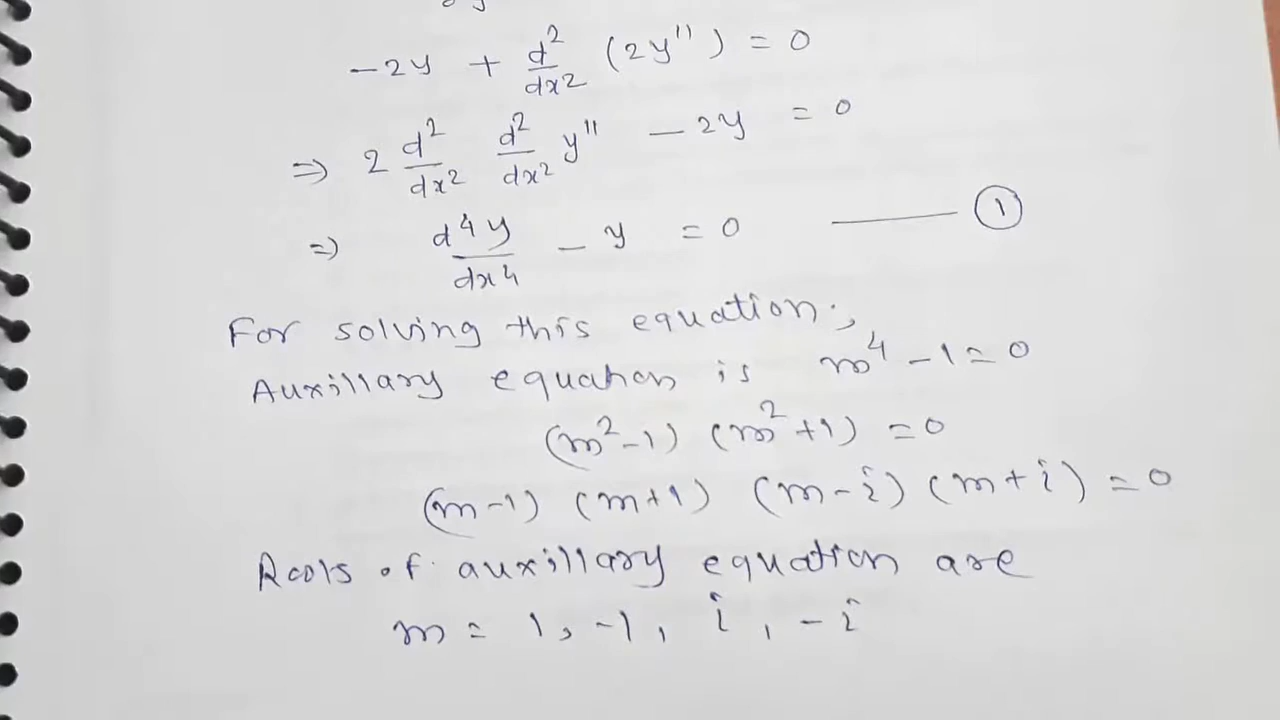 -2y + d²/dx² (2y'') = 0
⇒ 2 d²/dx² d²/dx² y'' - 2y = 0
⇒ d⁴y/dx⁴ - y = 0 —— ①
For solving this equation,
Auxillary equation is m⁴ - 1 = 0
(m² - 1) (m² + 1) = 0
(m - 1) (m + 1) (m - i) (m + i) = 0
Roots of auxillary equation are
m = 1, -1, i, -i